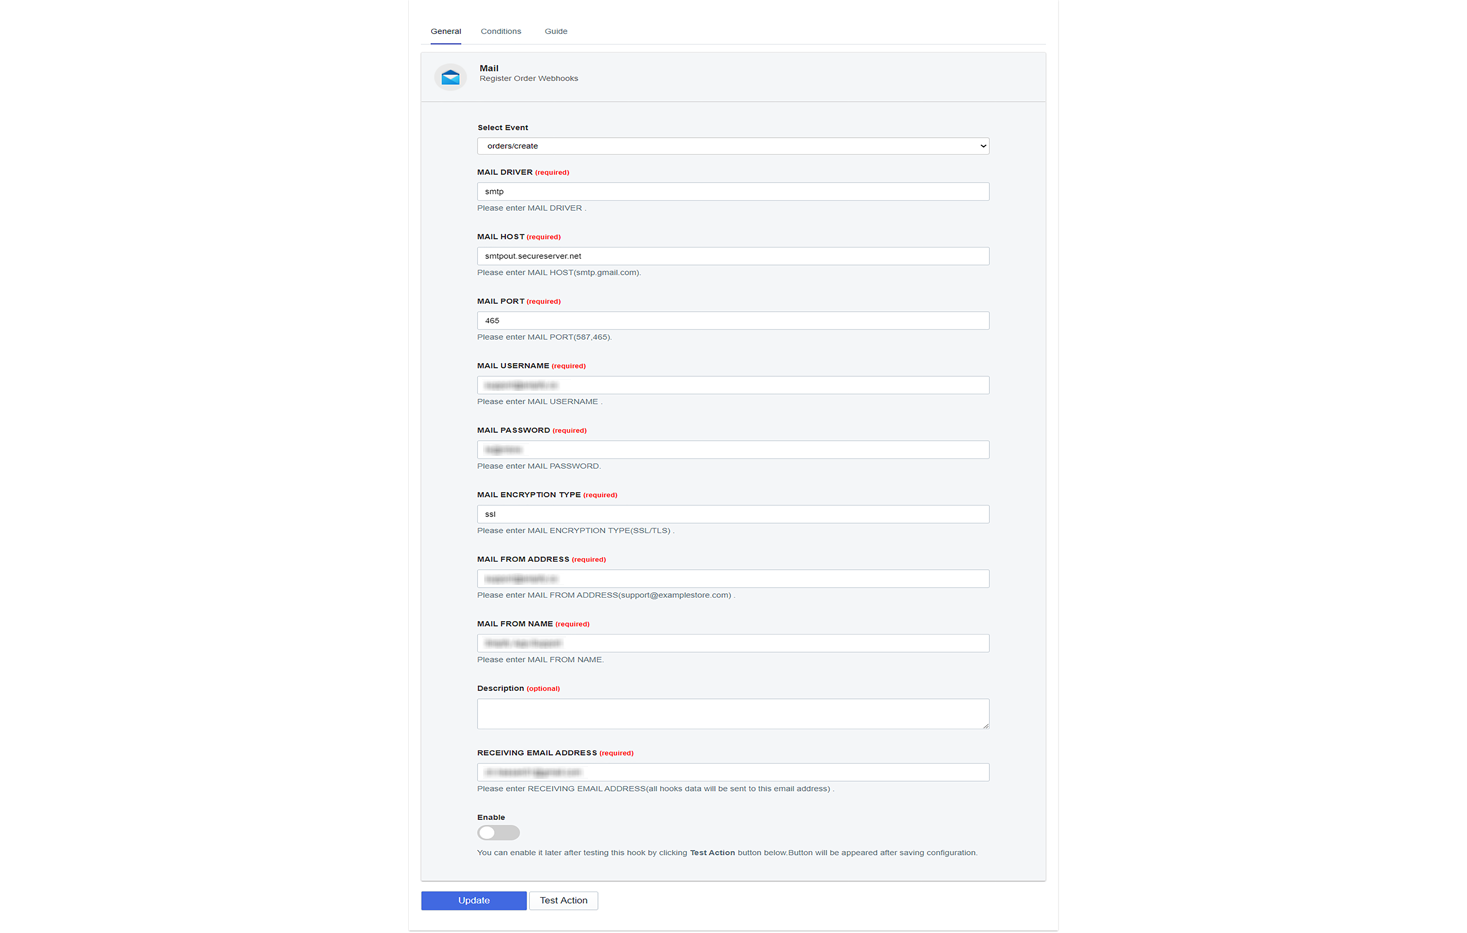 General Conditions Guide
Mail
Register Order Webhooks
Select Event
orders/create
MAIL DRIVER (required)
smtp
Please enter MAIL DRIVER .
MAIL HOST (required)
smtpout.secureserver.net
Please enter MAIL HOST(smtp.gmail.com).
MAIL PORT (required)
465
Please enter MAIL PORT(587,465).
MAIL USERNAME (required)
Please enter MAIL USERNAME .
MAIL PASSWORD (required)
Please enter MAIL PASSWORD.
MAIL ENCRYPTION TYPE (required)
ssl
Please enter MAIL ENCRYPTION TYPE(SSL/TLS) .
MAIL FROM ADDRESS (required)
Please enter MAIL FROM ADDRESS(support@examplestore.com) .
MAIL FROM NAME (required)
Please enter MAIL FROM NAME.
Description (optional)
RECEIVING EMAIL ADDRESS (required)
Please enter RECEIVING EMAIL ADDRESS(all hooks data will be sent to this email address) .
Enable
You can enable it later after testing this hook by clicking Test Action button below.Button will be appeared after saving configuration.
Update Test Action